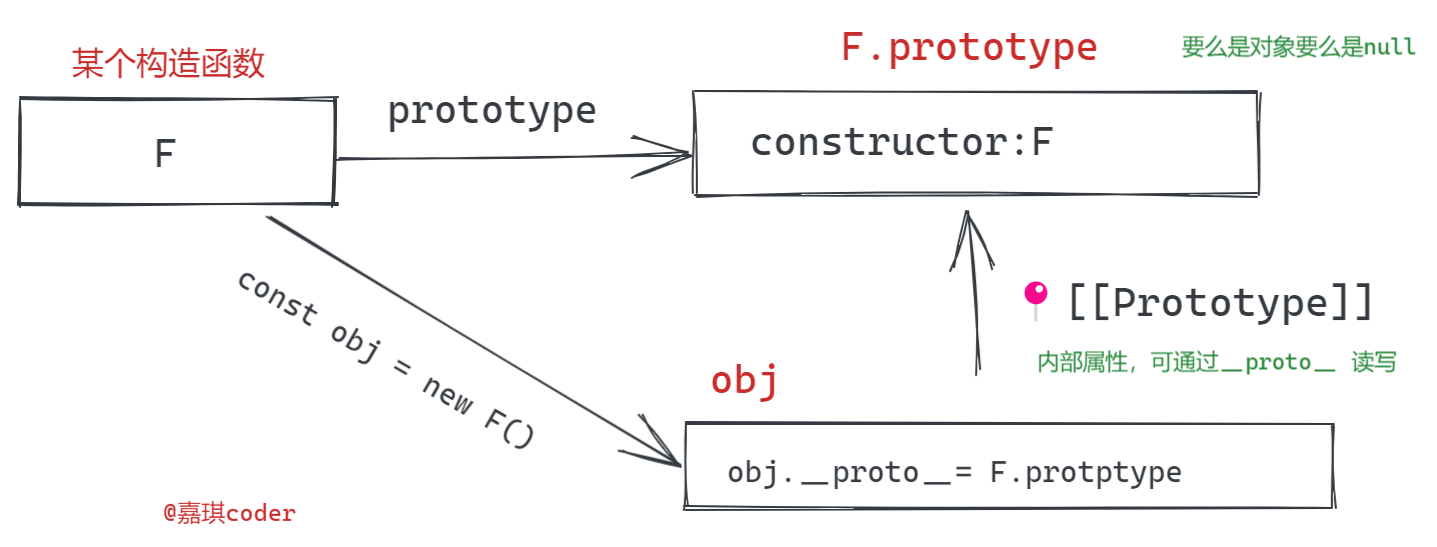 某个构造函数
F
prototype
F.prototype
要么是对象要么是null
constructor:F
const obj = new F()
[[Prototype]]
内部属性，可通过__proto__ 读写
obj
obj.__proto__= F.protptype
@嘉琪coder